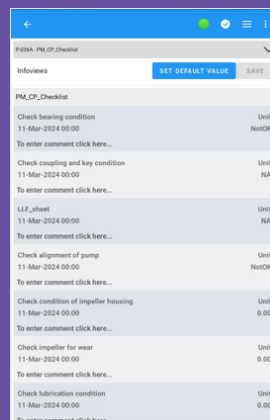 P-036A - PM_CP_Checklist
Infoviews SET DEFAULT VALUE SAVE
PM_CP_Checklist
Check bearing condition Unit
11-Mar-2024 00:00 NotOK
To enter comment click here...
Check coupling and key condition Unit
11-Mar-2024 00:00 NA
To enter comment click here...
LLF_sheet Unit
11-Mar-2024 00:00 NA
To enter comment click here...
Check alignment of pump Unit
11-Mar-2024 00:00 NotOK
To enter comment click here...
Check condition of impeller housing Unit
11-Mar-2024 00:00 0.00
To enter comment click here...
Check impeller for wear Unit
11-Mar-2024 00:00 0.00
To enter comment click here...
Check lubrication condition Unit
11-Mar-2024 00:00 0.00
To enter comment click here...